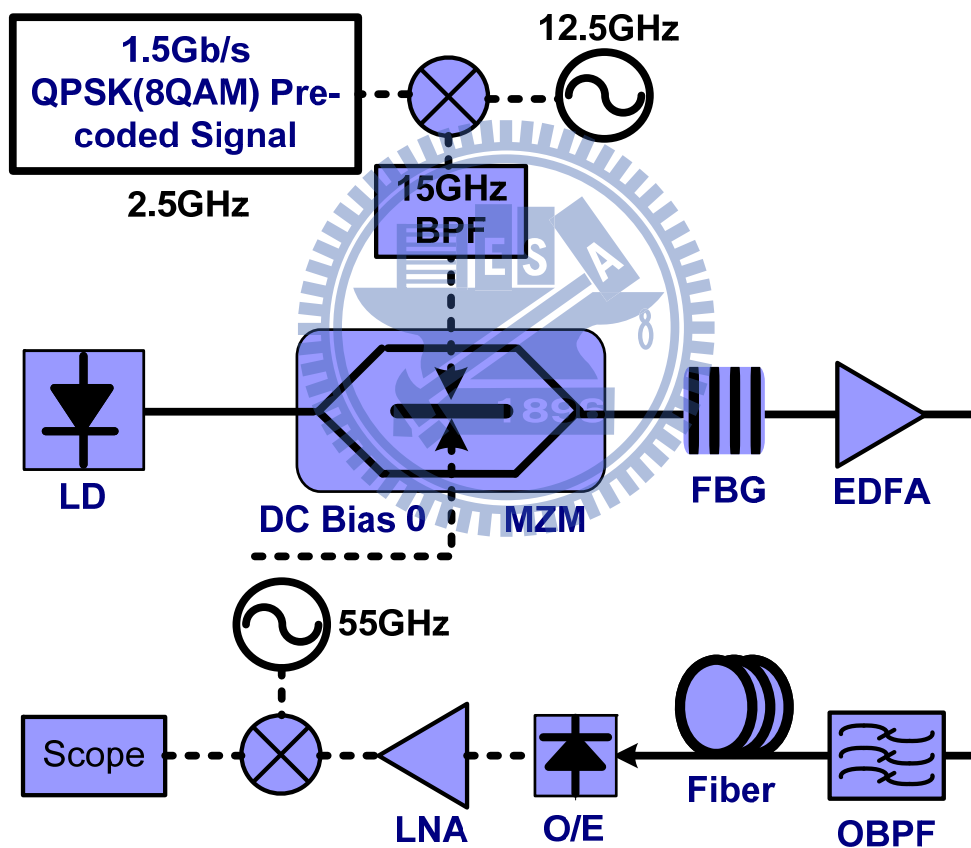 1.5Gb/s
QPSK(8QAM) Pre-
coded Signal
2.5GHz
12.5GHz
15GHz
BPF
E S A
1896
LD
DC Bias 0
MZM
FBG
EDFA
55GHz
Scope
LNA
O/E
Fiber
OBPF